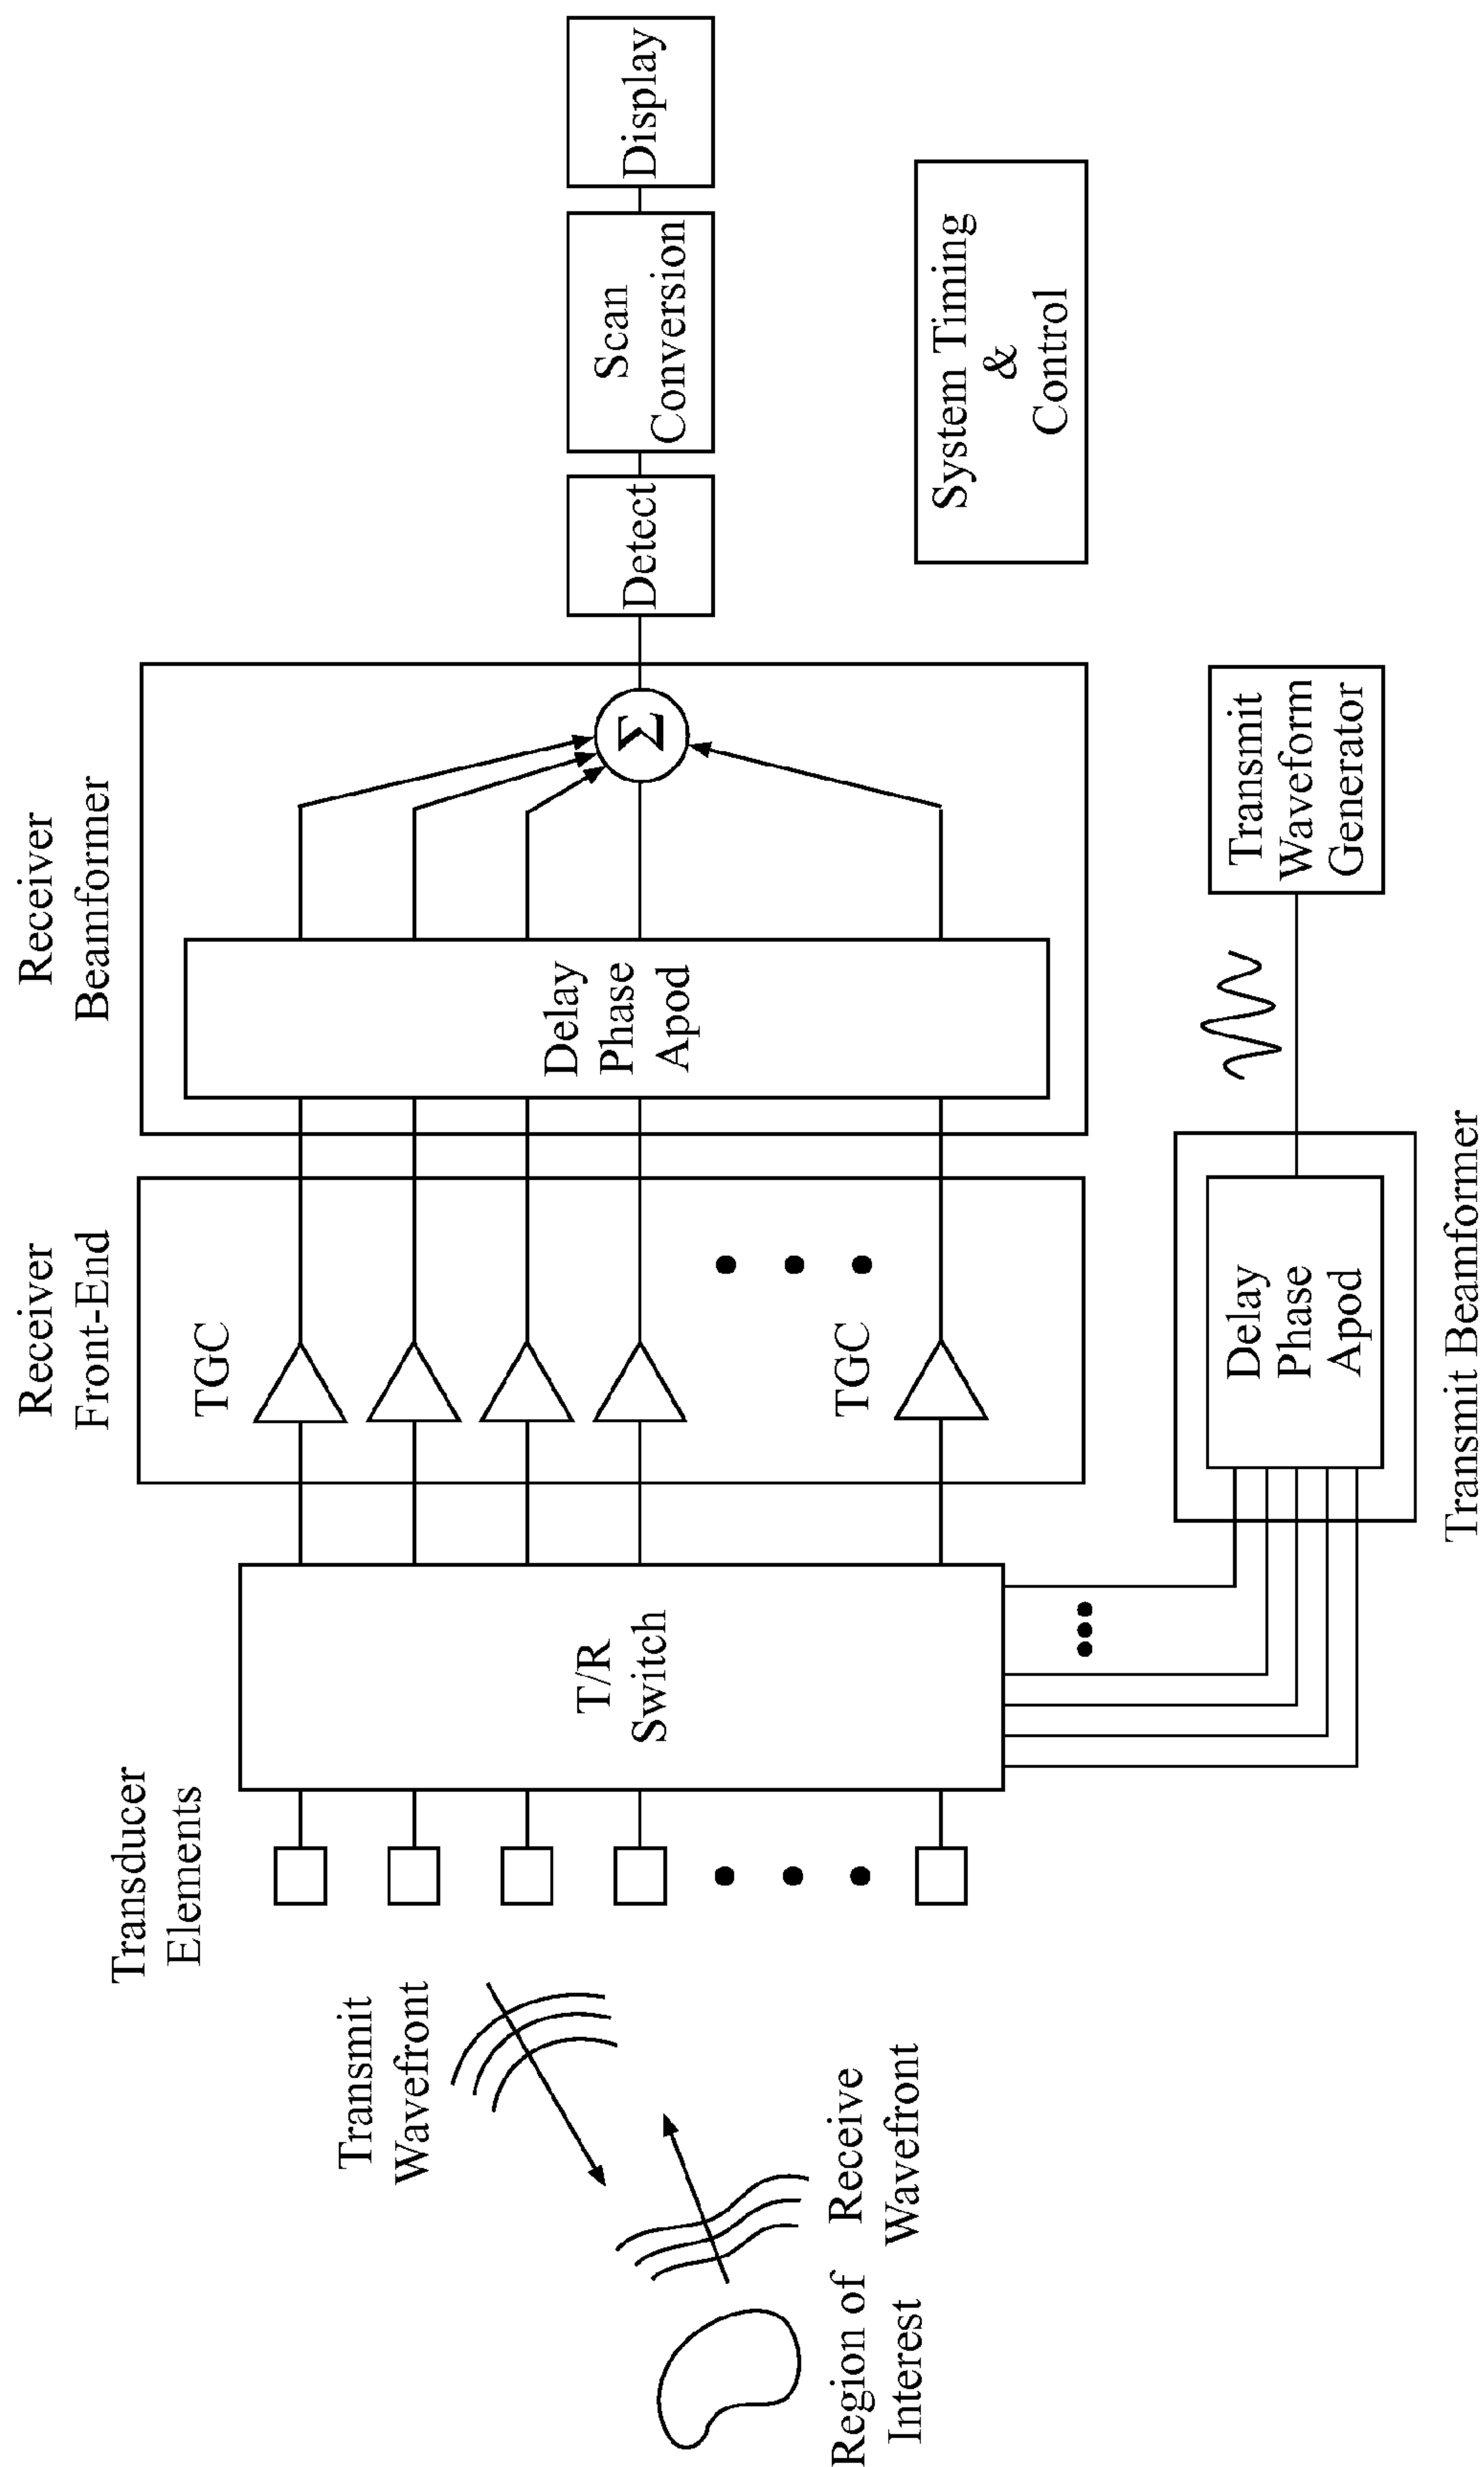 Receiver
Front-End
Receiver
Beamformer
Transducer
Elements
TGC
Transmit
Wavefront
T/R
Switch
Delay
Phase
Apod
Σ
Detect
Scan
Conversion
Display
TGC
Region of
Interest
Receive
Wavefront
System Timing
&
Control
Delay
Phase
Apod
Transmit
Waveform
Generator
Transmit Beamformer